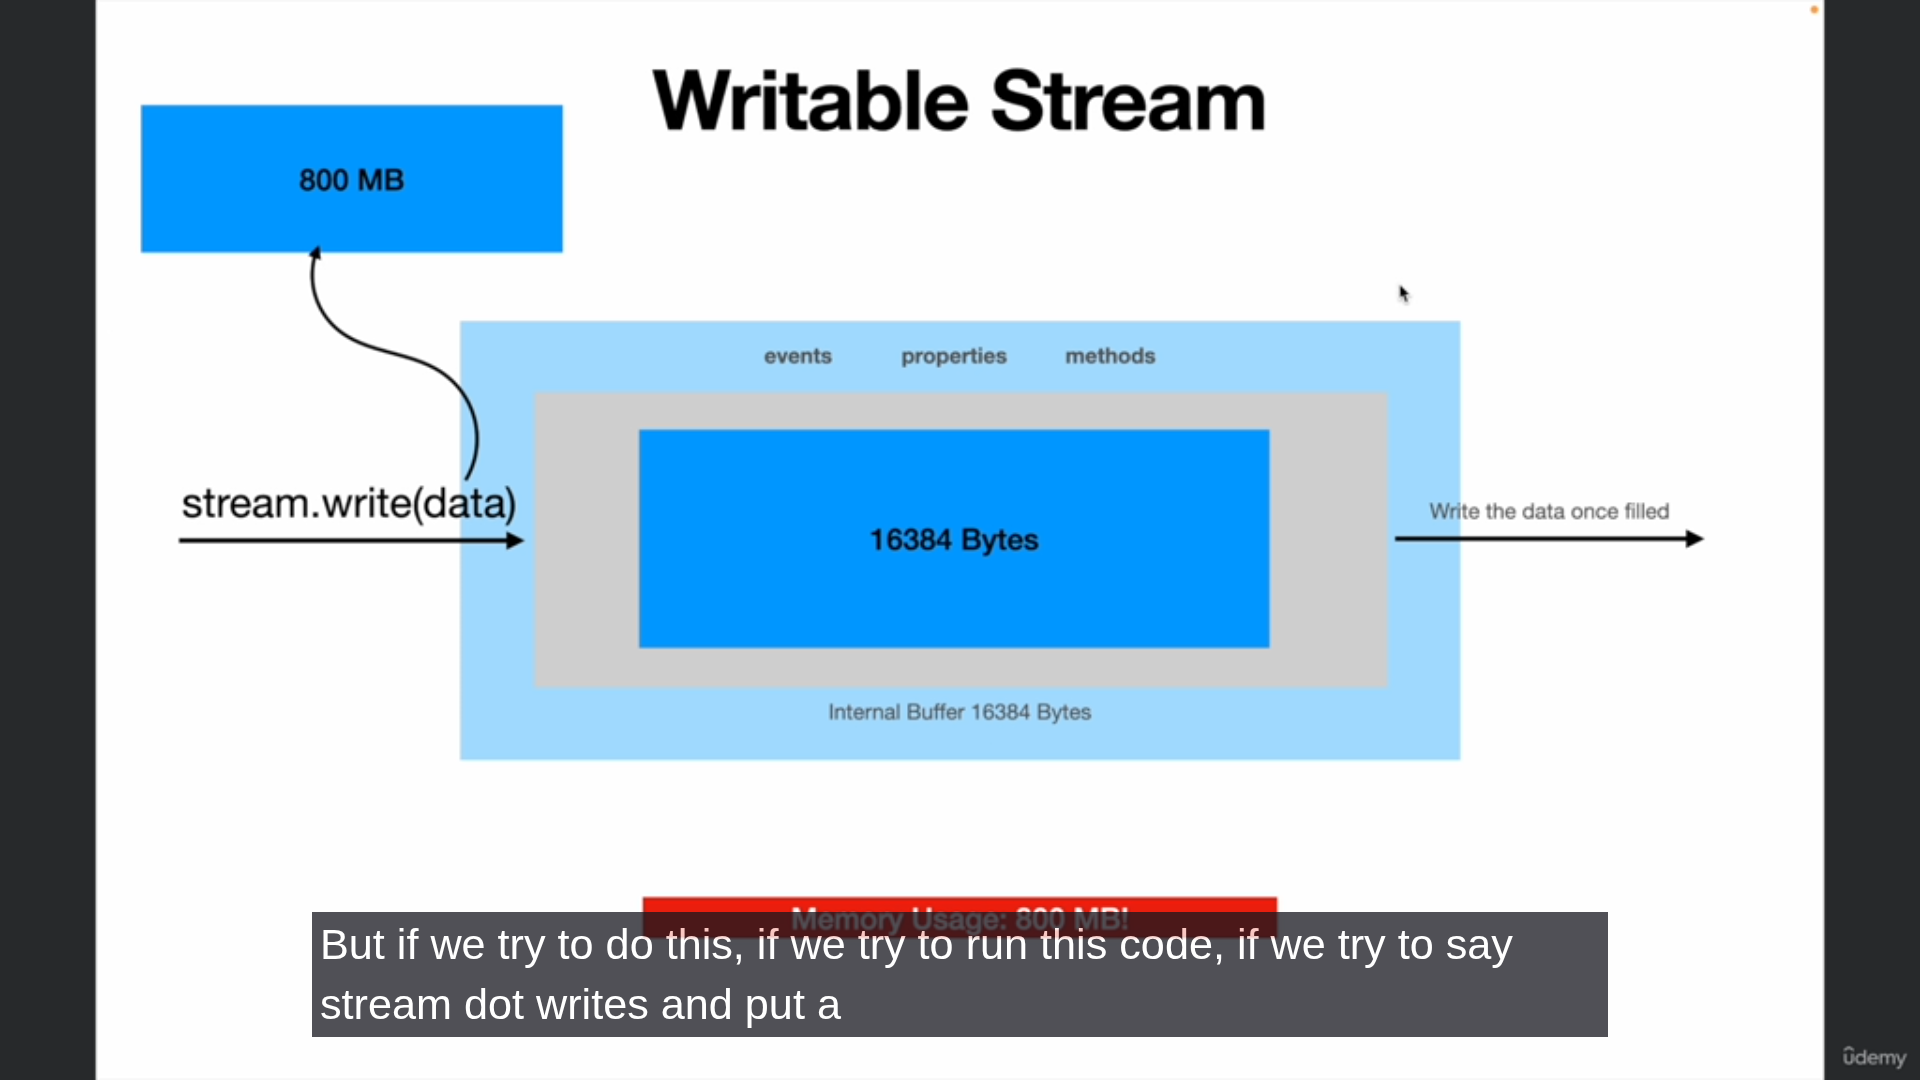 Writable Stream
800 MB
events properties methods
stream.write(data)
16384 Bytes
Write the data once filled
Internal Buffer 16384 Bytes
Memory Usage: 800 MB!
But if we try to do this, if we try to run this code, if we try to say
stream dot writes and put a
ûdemy